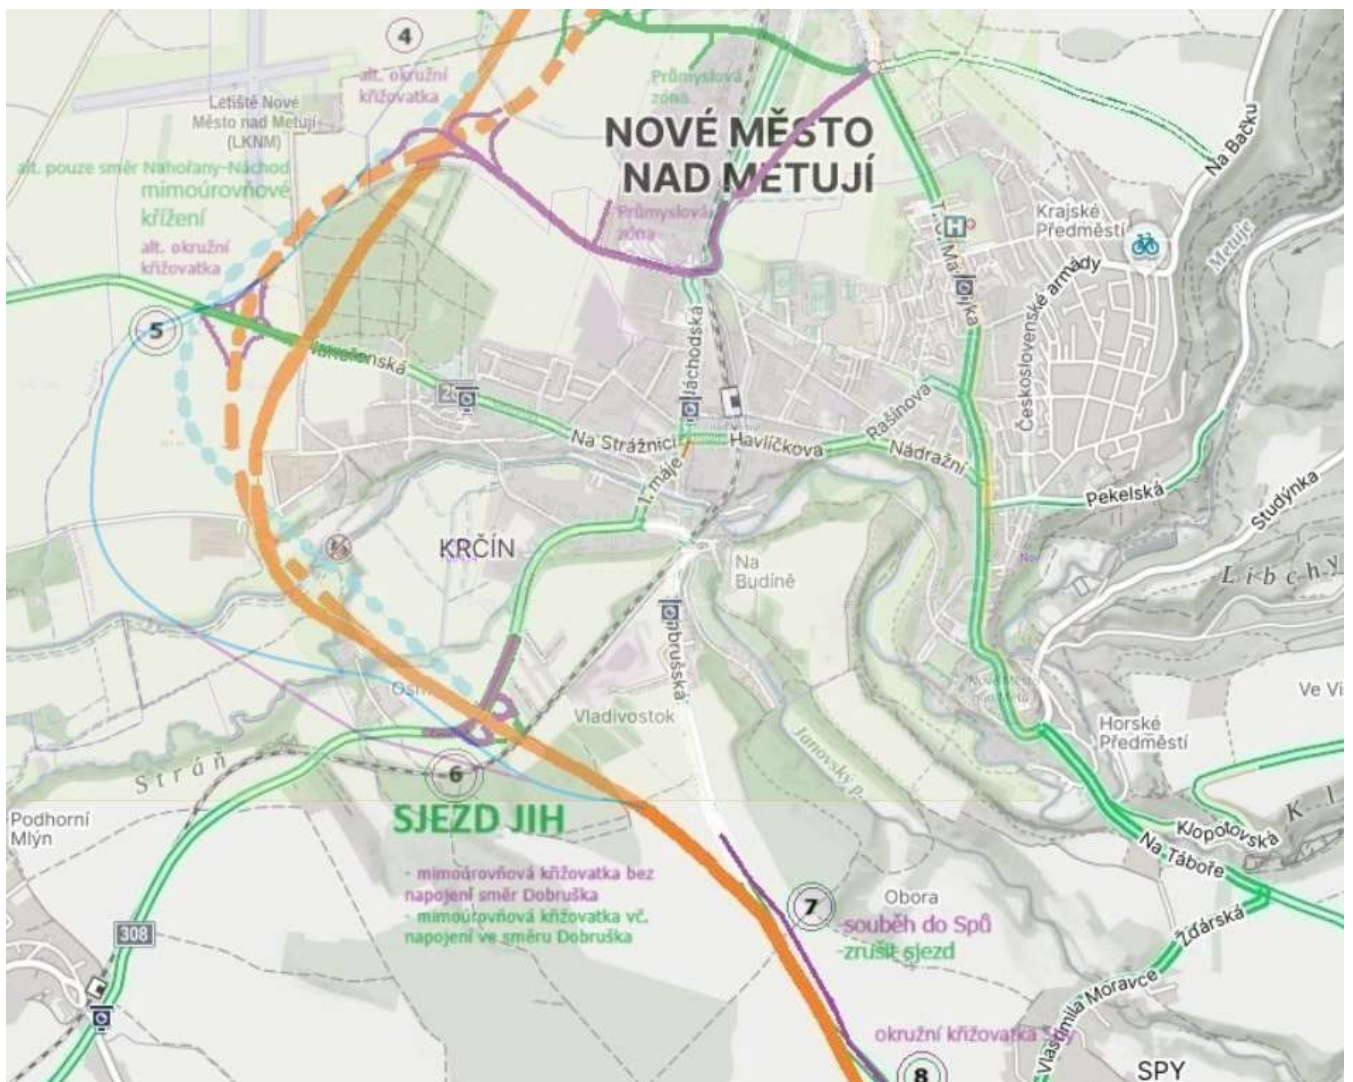 4
alt. okružní
křižovatka
Průmyslová
zóna
Letiště Nové
Město nad Metují
(LKNM)
NOVÉ MĚSTO
NAD METUJÍ
Na Bačku
alt. pouze směr Nahořany-Náchod
mimoúrovňové
křížení
alt. okružní
křižovatka
Průmyslová
zóna
Krajské
Předměstí
Metuje
5
Československé armády
Náchodská
Na Strážnici
Havlíčkova
Rašínova
Nádražní
1. máje
Pekelská
Studýnka
KRČÍN
Na
Budíně
Libchy
Vladivostok
Janovský p.
Ve Vi
Horské
Předměstí
Stráň
6
Podhorní
Mlýn
SJEZD JIH
Klopotovská
Na Táboře
- mimoúrovňová křižovatka bez
napojení směr Dobruška
- mimoúrovňová křižovatka vč.
napojení ve směru Dobruška
7
Obora
-souběh do Spů
-zrušit sjezd
Žďárská
308
Vlastimila Moravce
okružní křižovatka Spy
8
SPY